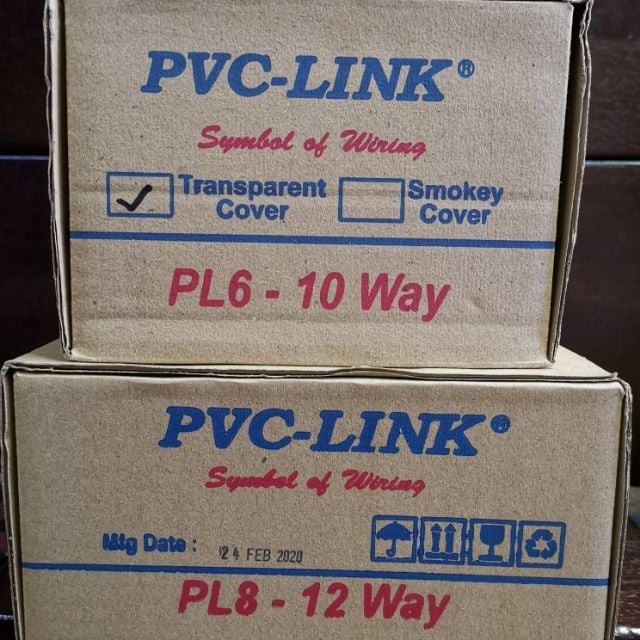 PVC-LINK®
Symbol of Wiring
Transparent Cover
Smokey Cover
PL6 - 10 Way
PVC-LINK®
Symbol of Wiring
Mfg Date : 24 FEB 2020
PL8 - 12 Way